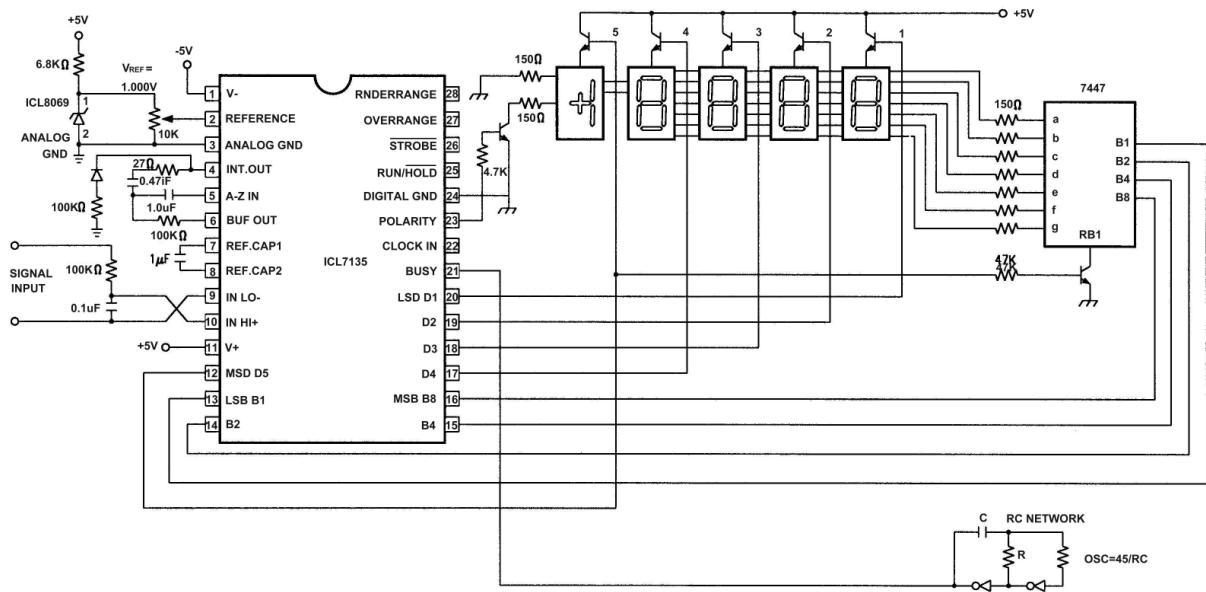 +5V
6.8KΩ
VREF = 1.000V
-5V
ICL8069
1
2
10K
ANALOG GND
27Ω
0.47iF
1.0uF
100KΩ
100KΩ
1µF
100KΩ
SIGNAL INPUT
0.1uF
+5V
1 V-
2 REFERENCE
3 ANALOG GND
4 INT.OUT
5 A-Z IN
6 BUF OUT
7 REF.CAP1
8 REF.CAP2
9 IN LO-
10 IN HI+
11 V+
12 MSD D5
13 LSB B1
14 B2
ICL7135
RNDERRANGE 28
OVERRANGE 27
STROBE 26
RUN/HOLD 25
DIGITAL GND 24
POLARITY 23
CLOCK IN 22
BUSY 21
LSD D1 20
D2 19
D3 18
D4 17
MSB B8 16
B4 15
150Ω
150Ω
4.7K
5
4
3
2
1
+5V
150Ω
7447
a
b
c
d
e
f
g
B1
B2
B4
B8
RB1
47K
47K
C
RC NETWORK
R
OSC=45/RC